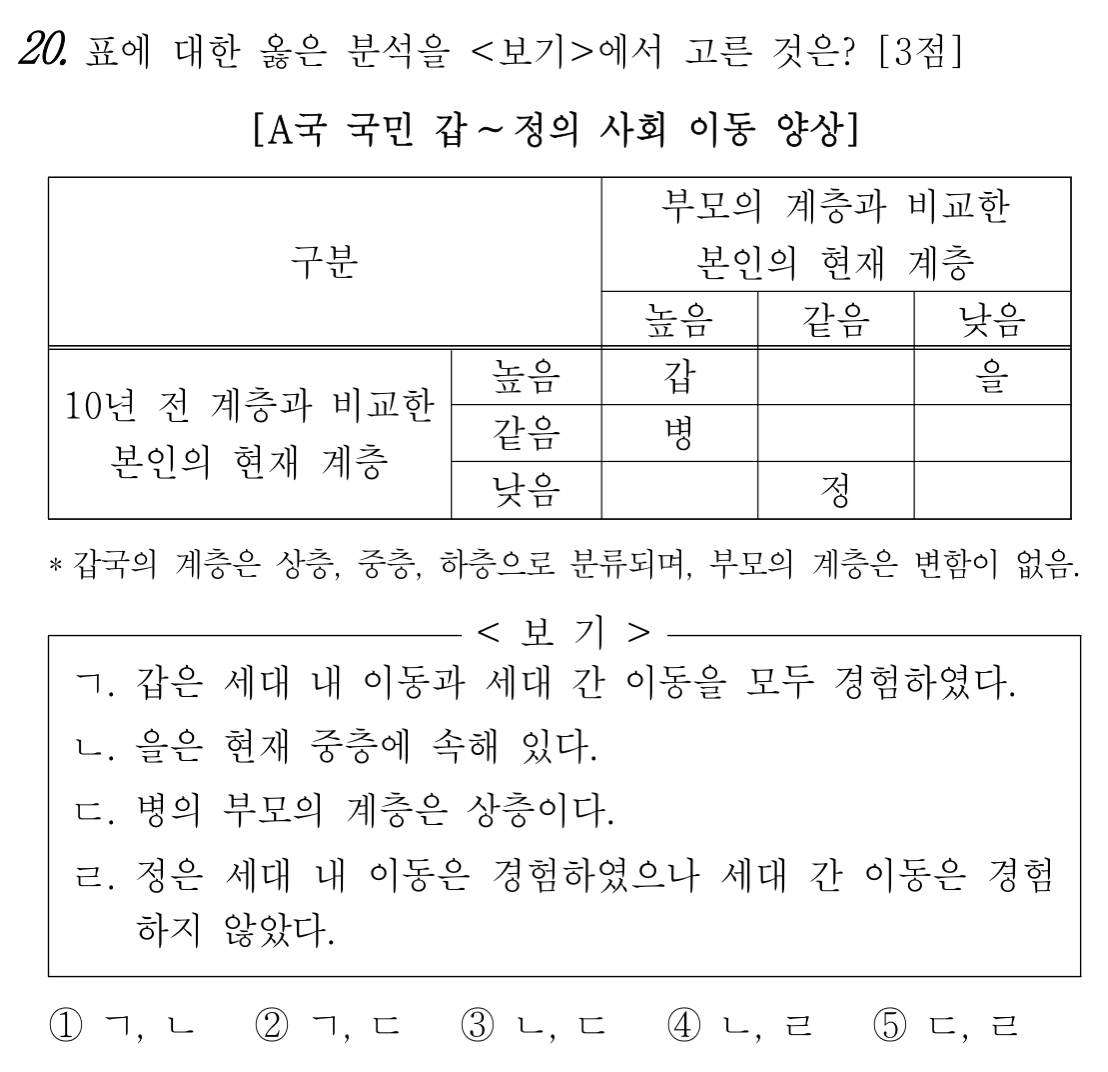 20. 표에 대한 옳은 분석을 <보기>에서 고른 것은? [3점]
[A국 국민 갑～정의 사회 이동 양상]
구분
부모의 계층과 비교한
본인의 현재 계층
높음 같음 낮음
10년 전 계층과 비교한
본인의 현재 계층
높음 갑 을
같음 병
낮음 정
* 갑국의 계층은 상층, 중층, 하층으로 분류되며, 부모의 계층은 변함이 없음.
< 보 기 >
ㄱ. 갑은 세대 내 이동과 세대 간 이동을 모두 경험하였다.
ㄴ. 을은 현재 중층에 속해 있다.
ㄷ. 병의 부모의 계층은 상층이다.
ㄹ. 정은 세대 내 이동은 경험하였으나 세대 간 이동은 경험
하지 않았다.
① ㄱ, ㄴ ② ㄱ, ㄷ ③ ㄴ, ㄷ ④ ㄴ, ㄹ ⑤ ㄷ, ㄹ